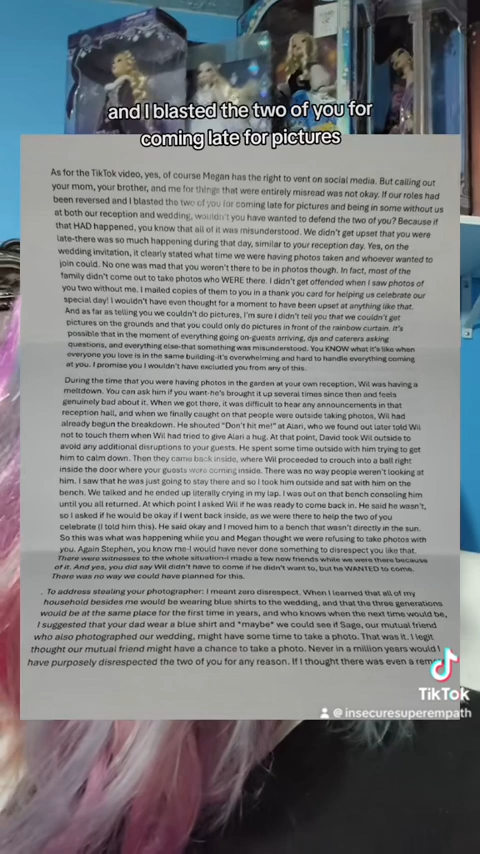 and I blasted the two of you for
coming late for pictures
As for the TikTok video, yes, of course Megan has the right to vent on social media. But calling out
your mom, your brother, and me for things that were entirely misread was not okay. If our roles had
been reversed and I blasted the two of you for coming late for pictures and being in some without us
at both our reception and wedding, wouldn't you have wanted to defend the two of you? Because if
that HAD happened, you know that all of it was misunderstood. We didn't get upset that you were
late-there was so much happening during that day, similar to your reception day. Yes, on the
wedding invitation, it clearly stated what time we were having photos taken and whoever wanted to
join could. No one was mad that you weren't there to be in photos though. In fact, most of the
family didn't come out to take photos who WERE there. I didn't get offended when I saw photos of
you two without me. I mailed copies of them to you in a thank you card for helping us celebrate our
special day! I wouldn't have even thought for a moment to have been upset at anything like that.
And as far as telling you we couldn't do pictures, I'm sure I didn't tell you that we couldn't get
pictures on the grounds and that you could only do pictures in front of the rainbow curtain. It's
possible that in the moment of everything going on-guests arriving, djs and caterers asking
questions, and everything else-that something was misunderstood. You KNOW what it's like when
everyone you love is in the same building-it's overwhelming and hard to handle everything coming
at you. I promise you I wouldn't have excluded you from any of this.
During the time that you were having photos in the garden at your own reception, Wil was having a
meltdown. You can ask him if you want-he's brought it up several times since then and feels
genuinely bad about it. When we got there, it was difficult to hear any announcements in that
reception hall, and when we finally caught on that people were outside taking photos, Wil had
already begun the breakdown. He shouted "Don't hit me!" at Alari, who we found out later told Wil
not to touch them when Wil had tried to give Alari a hug. At that point, David took Wil outside to
avoid any additional disruptions to your guests. He spent some time outside with him trying to get
him to calm down. Then they came back inside, where Wil proceeded to crouch into a ball right
inside the door where your guests were coming inside. There was no way people weren't looking at
him. I saw that he was just going to stay there and so I took him outside and sat with him on the
bench. We talked and he ended up literally crying in my lap. I was out on that bench consoling him
until you all returned. At which point I asked Wil if he was ready to come back in. He said he wasn't,
so I asked if he would be okay if I went back inside, as we were there to help the two of you
celebrate (I told him this). He said okay and I moved him to a bench that wasn't directly in the sun.
So this was what was happening while you and Megan thought we were refusing to take photos with
you. Again Stephen, you know me-I would have never done something to disrespect you like that.
There were witnesses to the whole situation-I made a few new friends while we were there because
of it. And yes, you did say Wil didn't have to come if he didn't want to, but he WANTED to come.
There was no way we could have planned for this.
. To address stealing your photographer: I meant zero disrespect. When I learned that all of my
household besides me would be wearing blue shirts to the wedding, and that the three generations
would be at the same place for the first time in years, and who knows when the next time would be,
I suggested that your dad wear a blue shirt and *maybe* we could see if Sage, our mutual friend
who also photographed our wedding, might have some time to take a photo. That was it. I legit
thought our mutual friend might have a chance to take a photo. Never in a million years would I
have purposely disrespected the two of you for any reason. If I thought there was even a
TikTok
@insecuresuperempath